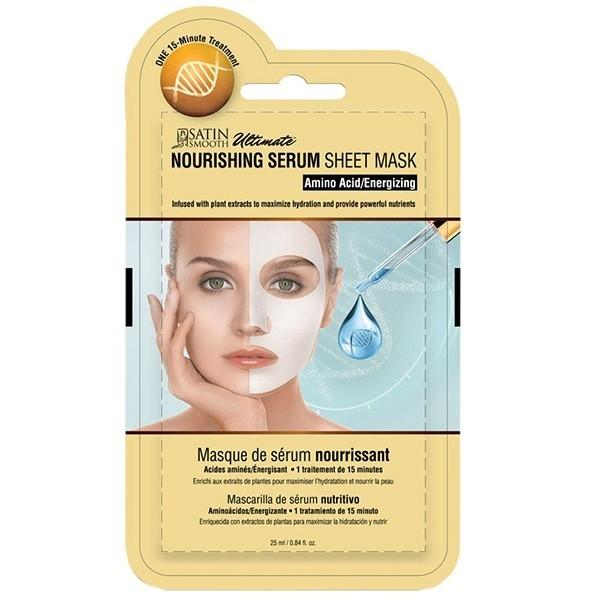 ONE 15-Minute Treatment
SATIN SMOOTH Ultimate
NOURISHING SERUM SHEET MASK
Amino Acid/Energizing
Infused with plant extracts to maximize hydration and provide powerful nutrients
Masque de sérum nourrissant
Acides aminés/Énergisant • 1 traitement de 15 minutes
Enrichi aux extraits de plantes pour maximiser l'hydratation et nourrir la peau
Mascarilla de sérum nutritivo
Aminoácidos/Energizante • 1 tratamiento de 15 minuto
Enriquecida con extractos de plantas para maximizar la hidratación y nutrir
25 ml / 0.84 fl. oz.